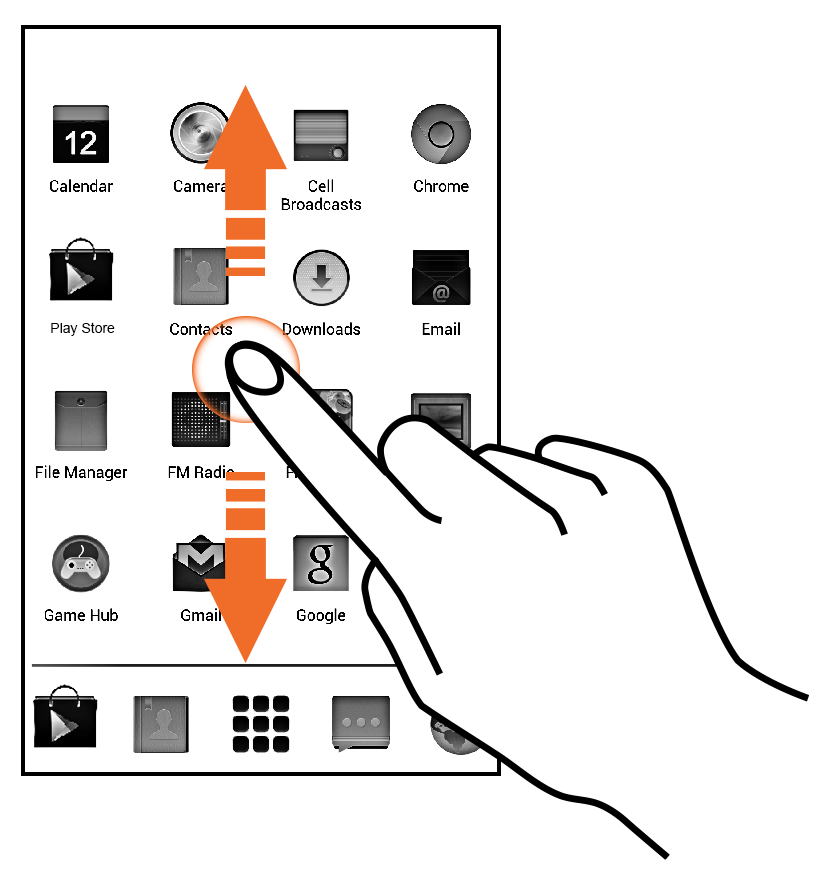 12
Calendar
Camera
Cell
Broadcasts
Chrome
Play Store
Contacts
Downloads
@
Email
File Manager
FM Radio
Game Hub
M
Gmail
g
Google